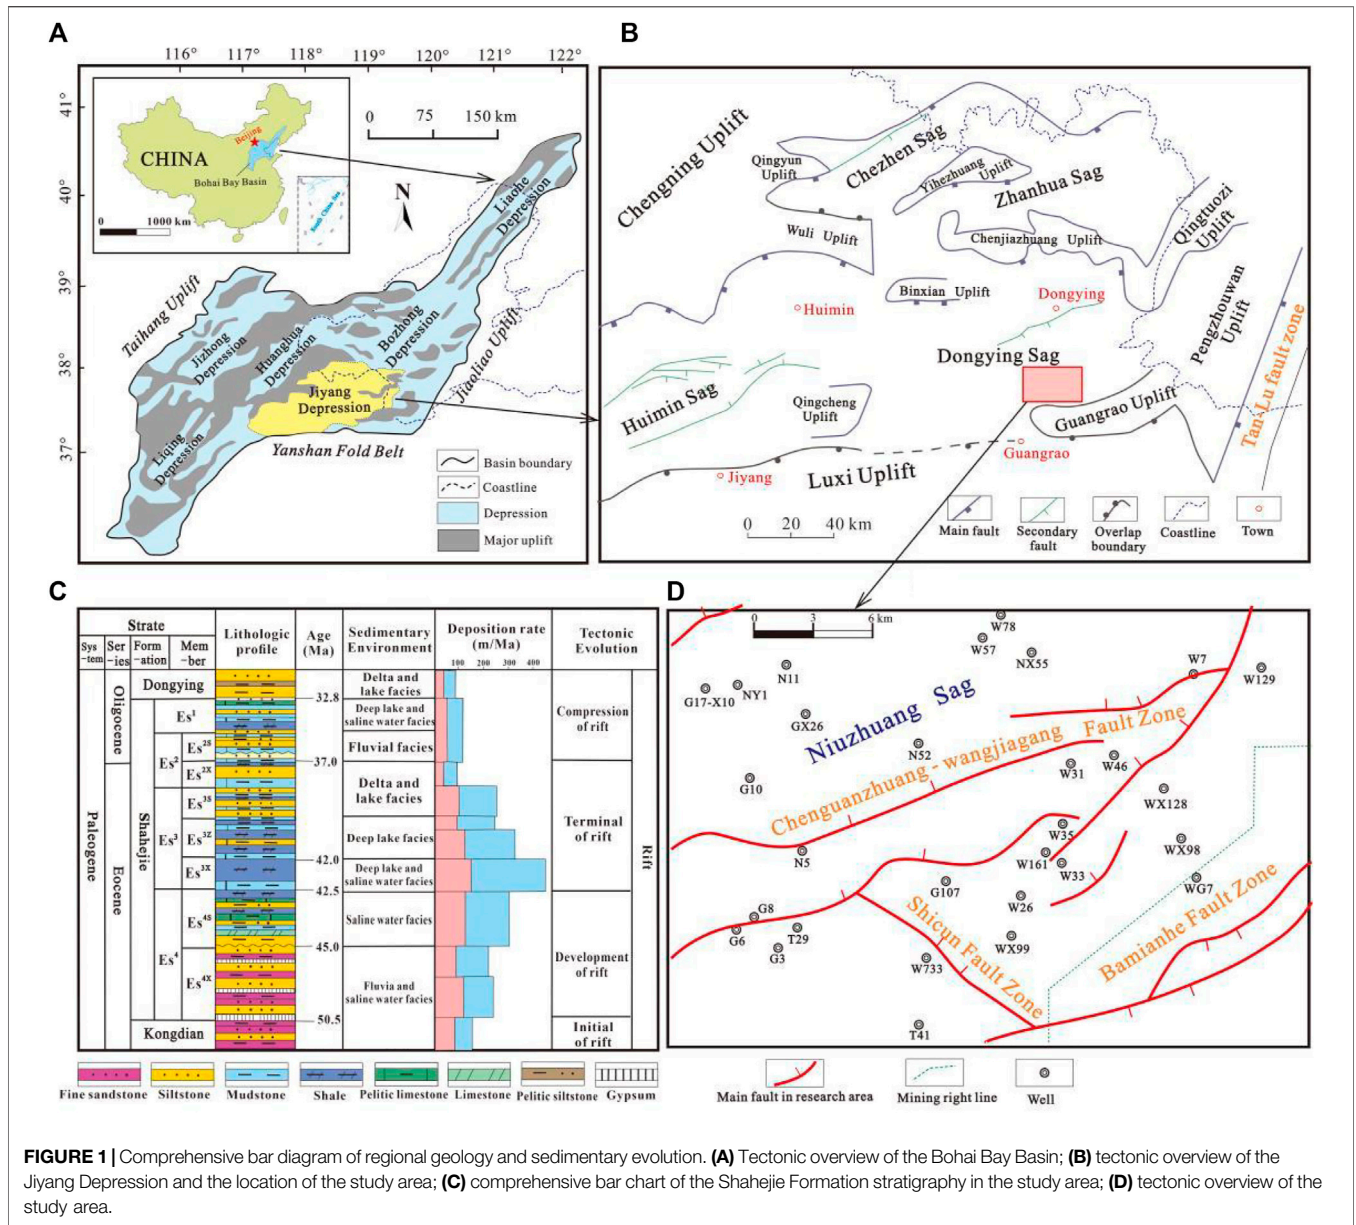 A
116° 117° 118° 119° 120° 121° 122°
41°
40°
39°
38°
37°
0 75 150 km
CHINA
Beijing
Bohai Bay Basin
South China Sea
0 1000 km
N
Liaohe
Depression
Taihang Uplift
Jizhong
Depression
Huanghua
Depression
Bozhong
Depression
Jiaoliao Uplift
Jiyang
Depression
Liqing
Depression
Yanshan Fold Belt
Basin boundary
Coastline
Depression
Major uplift
B
Chengning Uplift
Qingyun
Uplift
Chezhen Sag
Yihezhuang
Uplift
Zhanhua Sag
Wuli Uplift
Chenjiazhuang Uplift
Qingtuozi
Uplift
Binxian Uplift
Huimin
Dongying
Pengzhouwan
Uplift
Dongying Sag
Tan-Lu fault zone
Huimin Sag
Qingcheng
Uplift
Guangrao Uplift
Guangrao
Jiyang
Luxi Uplift
0 20 40 km
Main fault
Secondary
fault
Overlap
boundary
Coastline
Town
C
Strate
Sys
-tem
Ser
-ies
Form
-ation
Mem
-ber
Lithologic
profile
Age
(Ma)
Sedimentary
Environment
Deposition rate
(m/Ma)
100 200 300 400
Tectonic
Evolution
Paleogene
Oligocene
Eocene
Dongying
Shahejie
Kongdian
Es1
Es2
Es2S
Es2X
Es3
Es3S
Es3Z
Es3X
Es4
Es4S
Es4X
32.8
37.0
42.0
42.5
45.0
50.5
Delta and
lake facies
Deep lake and
saline water facies
Fluvial facies
Delta and
lake facies
Deep lake facies
Deep lake and
saline water facies
Saline water facies
Fluvia and
saline water facies
Compression
of rift
Terminal
of rift
Development
of rift
Initial
of rift
Rift
Fine sandstone
Siltstone
Mudstone
Shale
Pelitic limestone
Limestone
Pelitic siltstone
Gypsum
D
0 3 6 km
W78
W57
NX55
W7
W129
N11
G17-X10
NY1
GX26
Niuzhuang Sag
N52
Chenguanzhuang - wangjiagang Fault Zone
W31
W46
G10
WX128
W35
WX98
N5
W161
W33
WG7
G107
W26
G8
G6
T29
G3
WX99
W733
Shicun Fault Zone
Bamianhe Fault Zone
T41
Main fault in research area
Mining right line
Well
FIGURE 1 | Comprehensive bar diagram of regional geology and sedimentary evolution. (A) Tectonic overview of the Bohai Bay Basin; (B) tectonic overview of the
Jiyang Depression and the location of the study area; (C) comprehensive bar chart of the Shahejie Formation stratigraphy in the study area; (D) tectonic overview of the
study area.